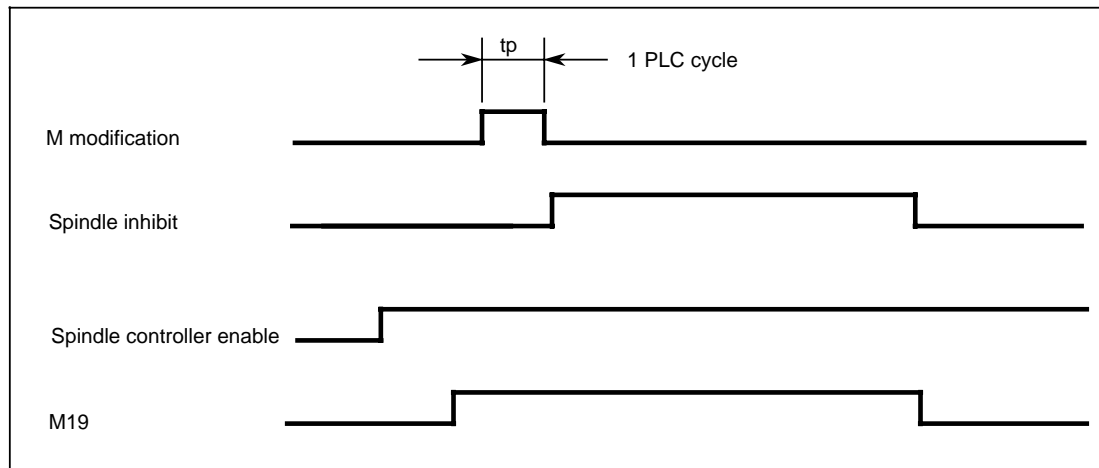 tp
1 PLC cycle
M modification
Spindle inhibit
Spindle controller enable
M19